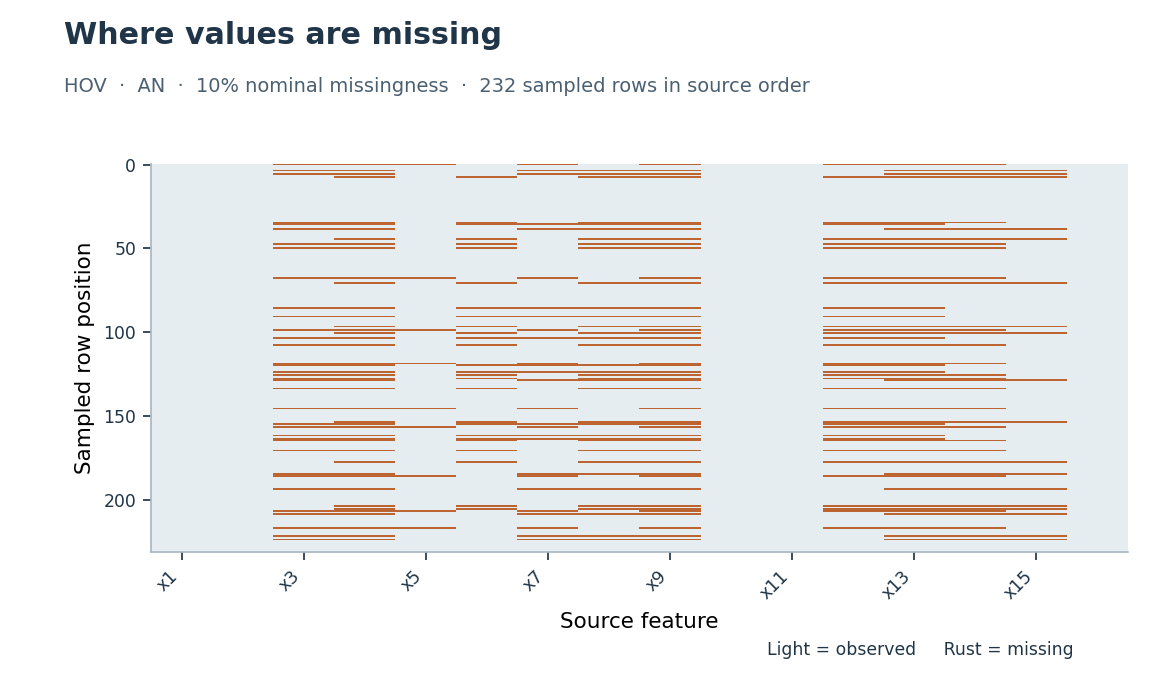 Where values are missing
HOV · AN · 10% nominal missingness · 232 sampled rows in source order
0
50
100
150
200
Sampled row position
x1 x3 x5 x7 x9 x11 x13 x15
Source feature
Light = observed Rust = missing